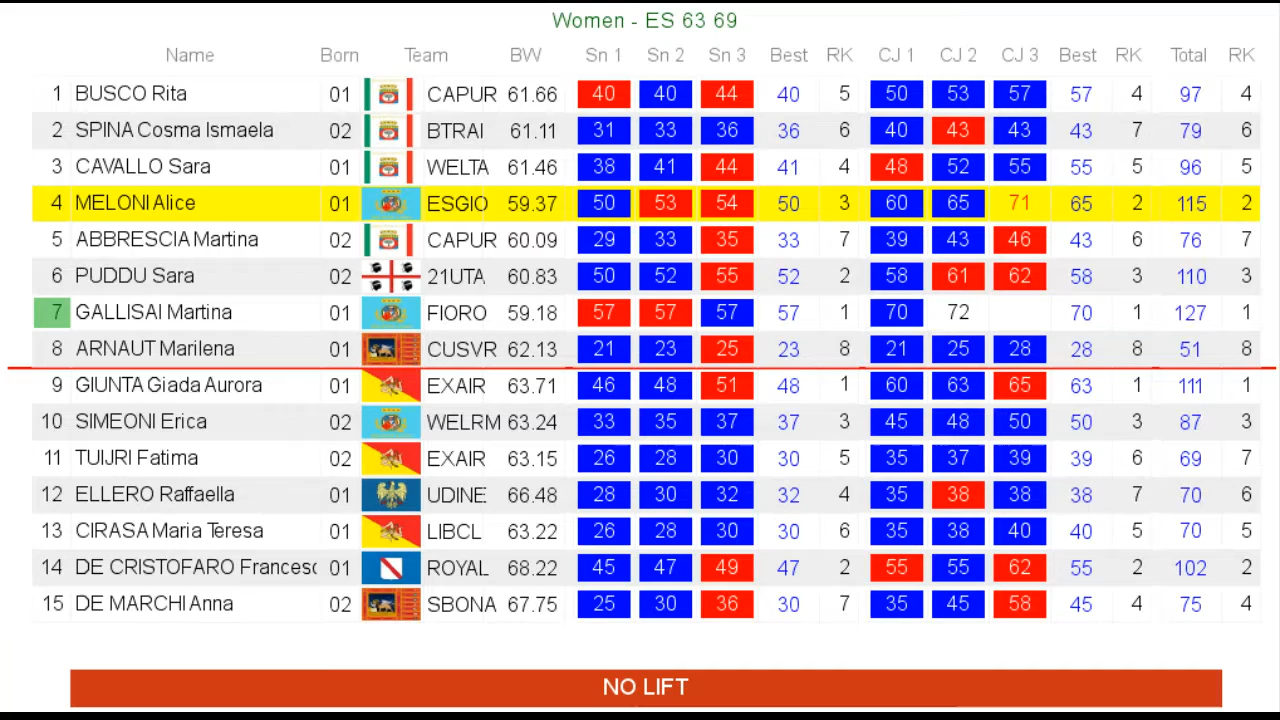 Women - ES 63 69
Name Born Team BW Sn 1 Sn 2 Sn 3 Best RK CJ 1 CJ 2 CJ 3 Best RK Total RK
1 BUSCO Rita 01 CAPUR 61.66 40 40 44 40 5 50 53 57 57 4 97 4
2 SPINA Cosma Ismaela 02 BTRAI 61.11 31 33 36 36 6 40 43 43 43 7 79 6
3 CAVALLO Sara 01 WELTA 61.46 38 41 44 41 4 48 52 55 55 5 96 5
4 MELONI Alice 01 ESGIO 59.37 50 53 54 50 3 60 65 71 65 2 115 2
5 ABBRESCIA Martina 02 CAPUR 60.09 29 33 35 33 7 39 43 46 43 6 76 7
6 PUDDU Sara 02 21UTA 60.83 50 52 55 52 2 58 61 62 58 3 110 3
7 GALLISAI Martina 01 FIORO 59.18 57 57 57 57 1 70 72 70 1 127 1
8 ARNAUT Marilena 01 CUSVR 62.13 21 23 25 23 8 21 25 28 28 8 51 8
9 GIUNTA Giada Aurora 01 EXAIR 63.71 46 48 51 48 1 60 63 65 63 1 111 1
10 SIMEONI Erica 02 WELRM 63.24 33 35 37 37 3 45 48 50 50 3 87 3
11 TUIJRI Fatima 02 EXAIR 63.15 26 28 30 30 5 35 37 39 39 6 69 7
12 ELLERO Raffaella 01 UDINE 66.48 28 30 32 32 4 35 38 38 38 7 70 6
13 CIRASA Maria Teresa 01 LIBCL 63.22 26 28 30 30 6 35 38 40 40 5 70 5
14 DE CRISTOFARO Francesc 01 ROYAL 68.22 45 47 49 47 2 55 55 62 55 2 102 2
15 DE MARCHI Anna 02 SBONA 67.75 25 30 36 30 7 35 45 58 45 4 75 4
NO LIFT